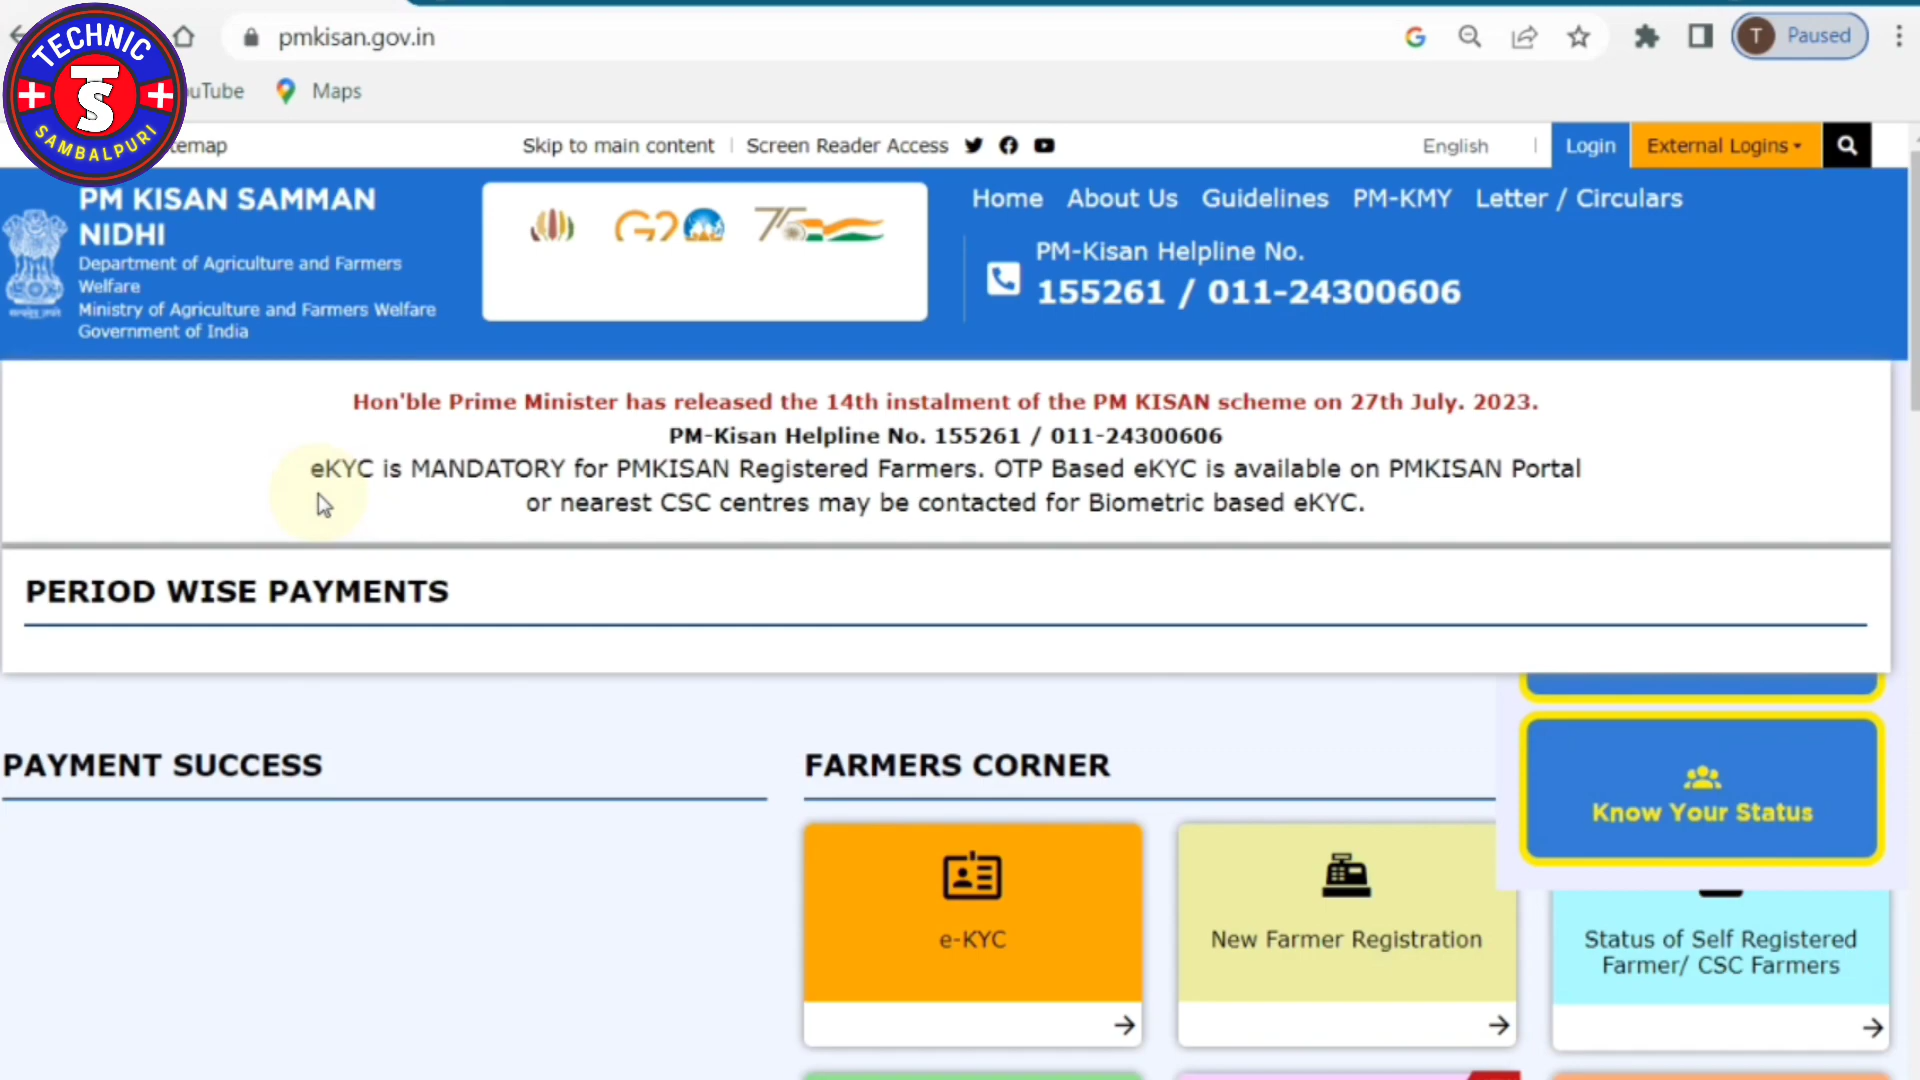 TECHNIC
TS
SAMBALPURI
pmkisan.gov.in
T Paused
uTube Maps
temap
Skip to main content
Screen Reader Access
English
Login
External Logins
PM KISAN SAMMAN
NIDHI
Department of Agriculture and Farmers
Welfare
Ministry of Agriculture and Farmers Welfare
Government of India
G20
75
Home About Us Guidelines PM-KMY Letter / Circulars
PM-Kisan Helpline No.
155261 / 011-24300606
Hon'ble Prime Minister has released the 14th instalment of the PM KISAN scheme on 27th July. 2023.
PM-Kisan Helpline No. 155261 / 011-24300606
eKYC is MANDATORY for PMKISAN Registered Farmers. OTP Based eKYC is available on PMKISAN Portal
or nearest CSC centres may be contacted for Biometric based eKYC.
PERIOD WISE PAYMENTS
PAYMENT SUCCESS
FARMERS CORNER
Know Your Status
e-KYC
New Farmer Registration
Status of Self Registered
Farmer/ CSC Farmers